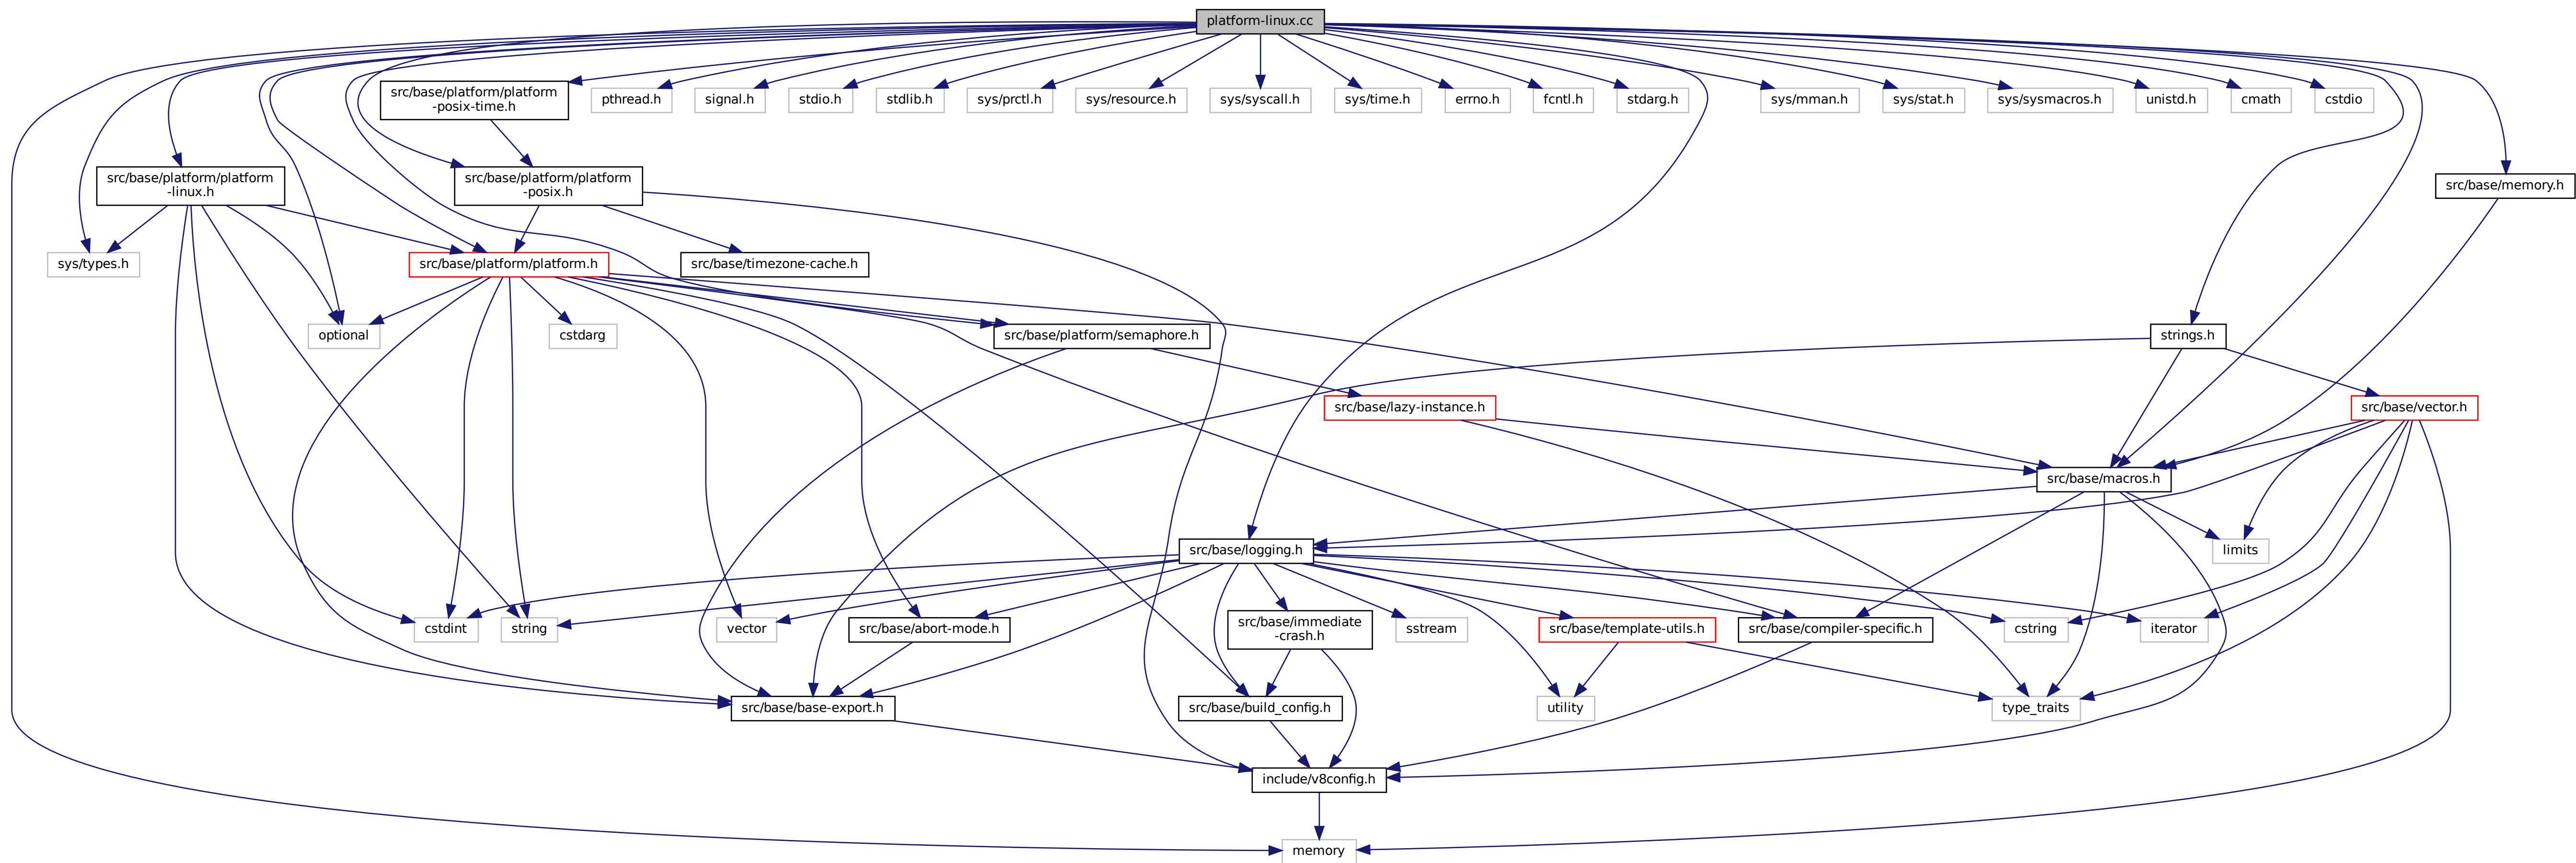 platform-linux.cc
src/base/platform/platform
-posix-time.h
pthread.h
signal.h
stdio.h
stdlib.h
sys/prctl.h
sys/resource.h
sys/syscall.h
sys/time.h
errno.h
fcntl.h
stdarg.h
sys/mman.h
sys/stat.h
sys/sysmacros.h
unistd.h
cmath
cstdio
src/base/platform/platform
-linux.h
src/base/platform/platform
-posix.h
src/base/memory.h
sys/types.h
src/base/platform/platform.h
src/base/timezone-cache.h
optional
cstdarg
src/base/platform/semaphore.h
strings.h
src/base/lazy-instance.h
src/base/vector.h
src/base/macros.h
src/base/logging.h
limits
cstdint
string
vector
src/base/abort-mode.h
src/base/immediate
-crash.h
sstream
src/base/template-utils.h
src/base/compiler-specific.h
cstring
iterator
src/base/base-export.h
src/base/build_config.h
utility
type_traits
include/v8config.h
memory